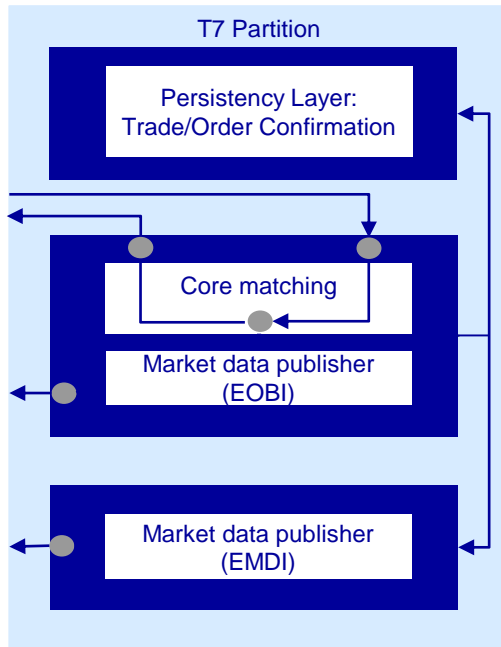 T7 Partition
Persistency Layer:
Trade/Order Confirmation
Core matching
Market data publisher
(EOBI)
Market data publisher
(EMDI)